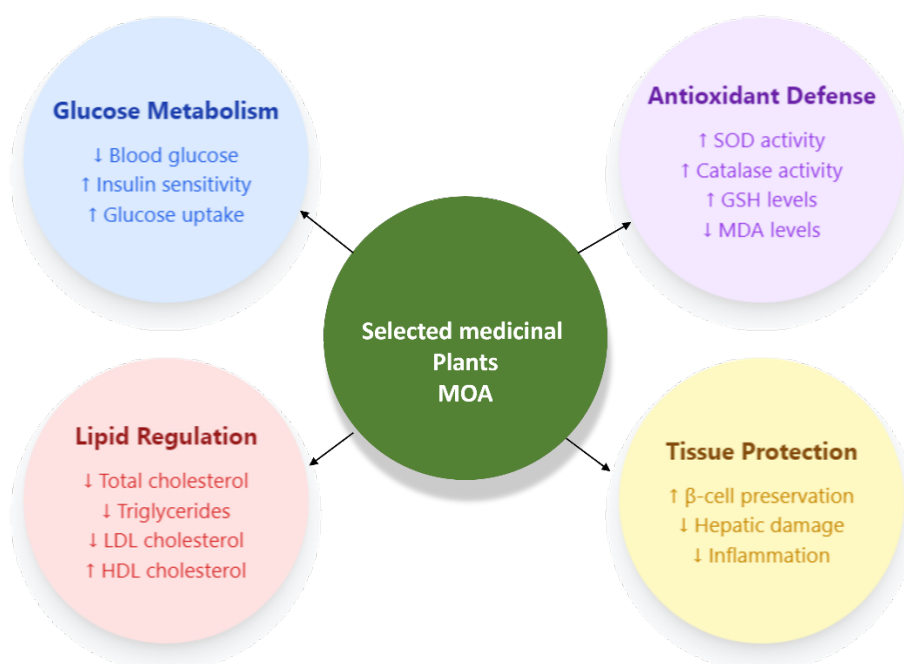 Glucose Metabolism
↓ Blood glucose
↑ Insulin sensitivity
↑ Glucose uptake
Antioxidant Defense
↑ SOD activity
↑ Catalase activity
↑ GSH levels
↓ MDA levels
Selected medicinal
Plants
MOA
Lipid Regulation
↓ Total cholesterol
↓ Triglycerides
↓ LDL cholesterol
↑ HDL cholesterol
Tissue Protection
↑ β-cell preservation
↓ Hepatic damage
↓ Inflammation